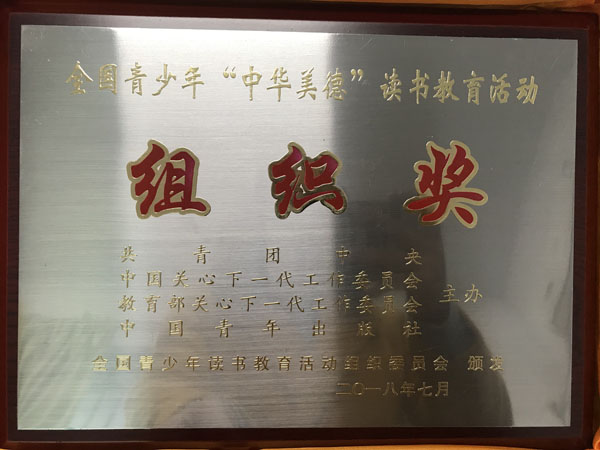 全国青少年“中华美德”读书教育活动
组织奖
共青团中央
中国关心下一代工作委员会
教育部关心下一代工作委员会
中国青年出版社
主办
全国青少年读书教育活动组织委员会 颁发
二〇一八年七月